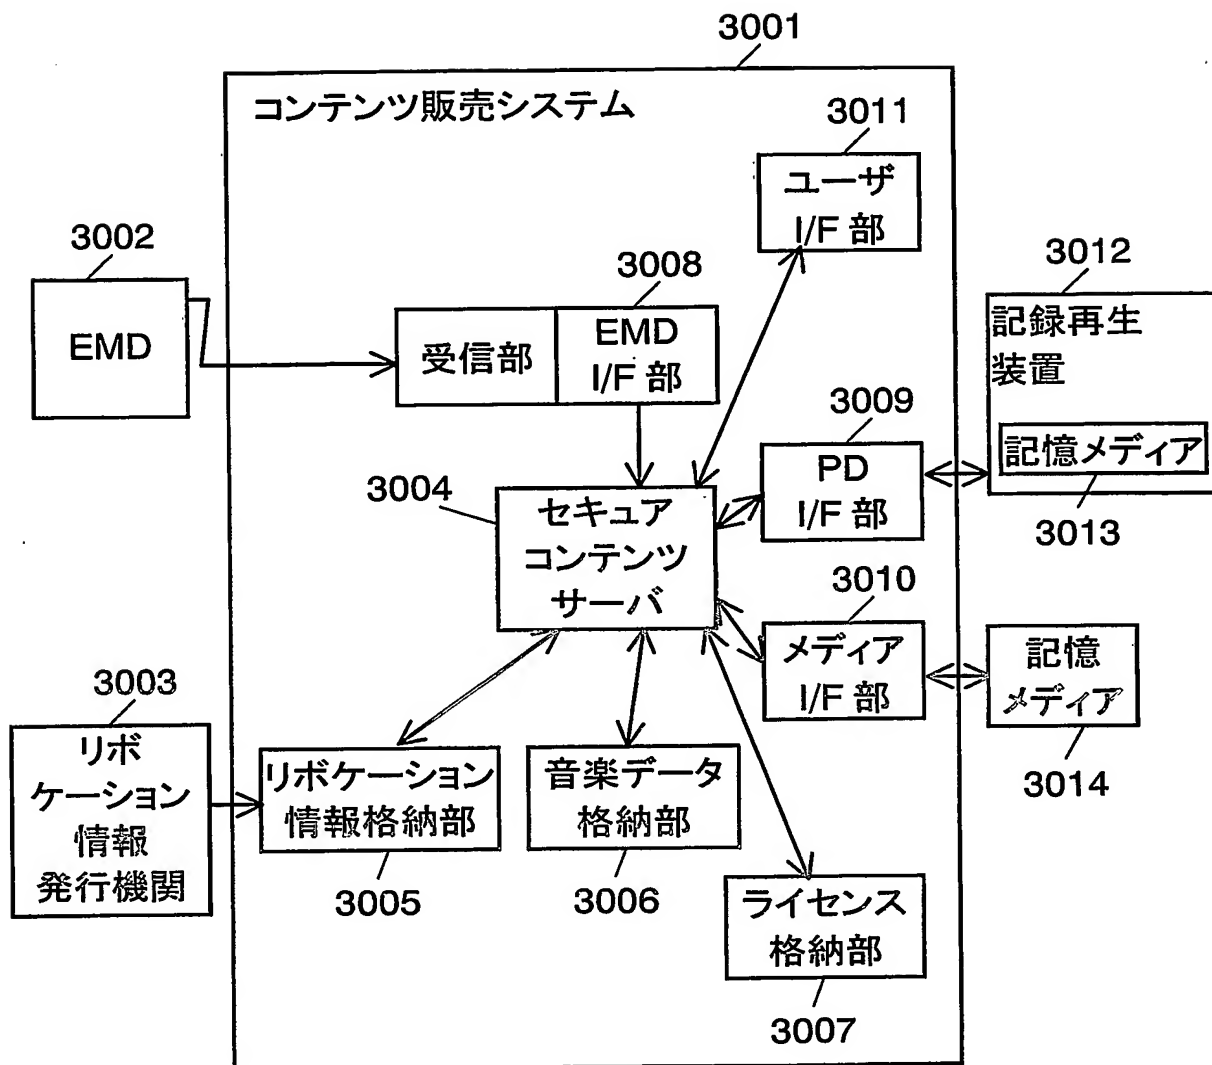 3001
コンテンツ販売システム
3011
ユーザ
I/F 部
3002
EMD
3008
受信部
EMD
I/F 部
3012
記録再生
装置
記憶メディア
3013
3009
PD
I/F 部
3004
セキュア
コンテンツ
サーバ
3010
メディア
I/F 部
記憶
メディア
3014
3003
リボ
ケーション
情報
発行機関
リボケーション
情報格納部
3005
音楽データ
格納部
3006
ライセンス
格納部
3007